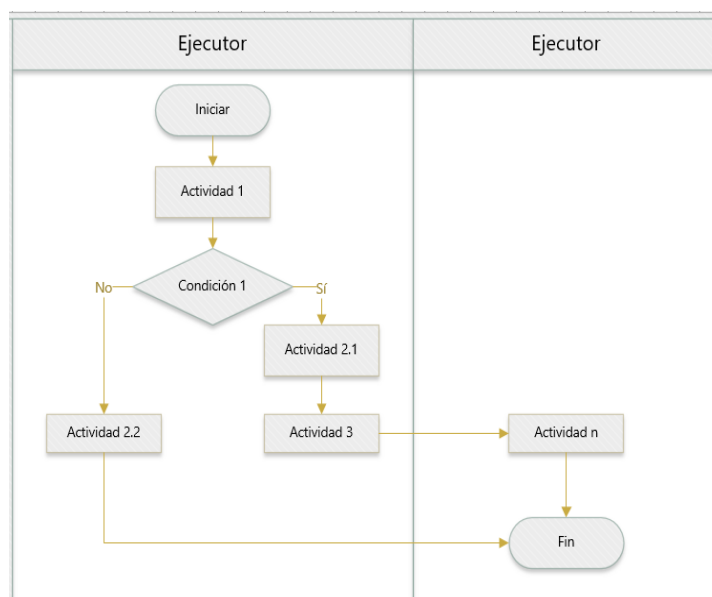 Ejecutor
Ejecutor
Iniciar
Actividad 1
Condición 1
No
Sí
Actividad 2.1
Actividad 2.2
Actividad 3
Actividad n
Fin